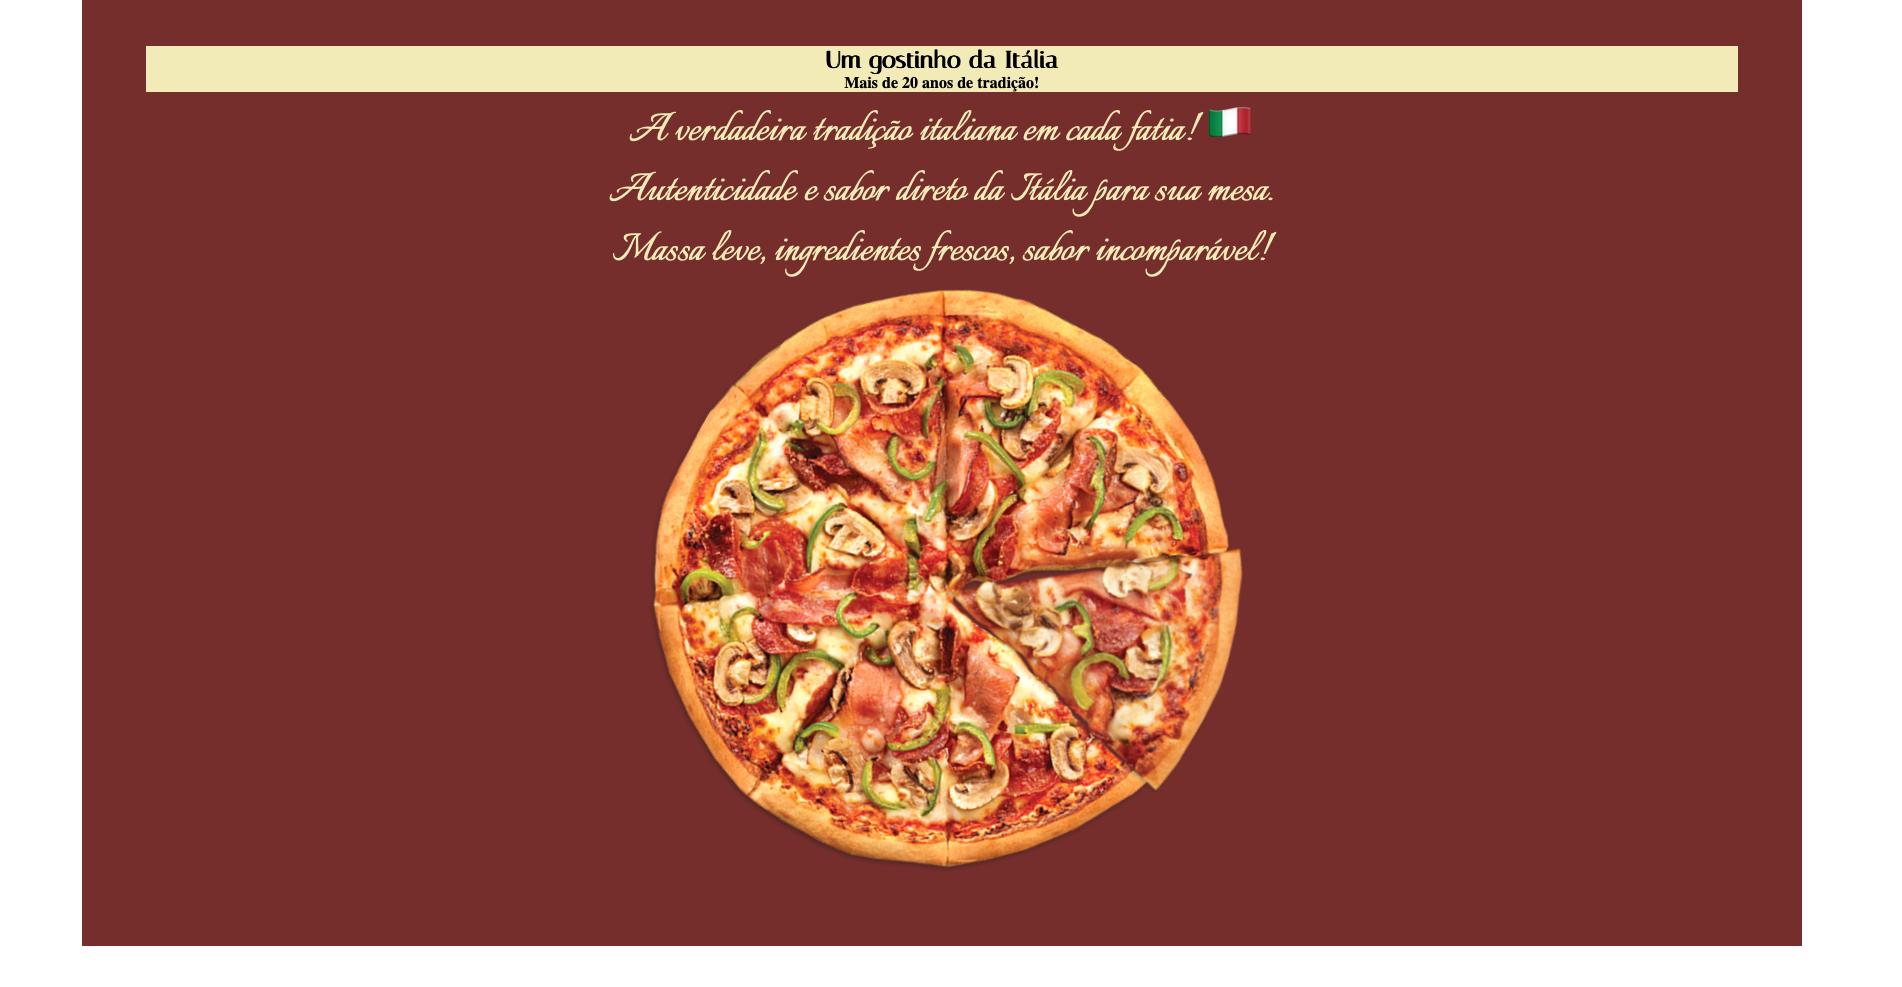 Um gostinho da Itália
Mais de 20 anos de tradição!
A verdadeira tradição italiana em cada fatia! 🇮🇹
Autenticidade e sabor direto da Itália para sua mesa.
Massa leve, ingredientes frescos, sabor incomparável!